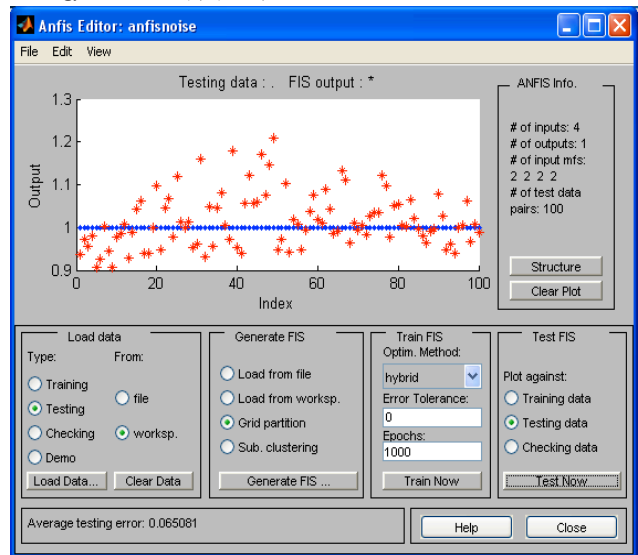 Anfis Editor: anfisnoise
File Edit View
Testing data : . FIS output : *
1.3
1.2
1.1
1
0.9
Output
0 20 40 60 80 100
Index
ANFIS Info.
# of inputs: 4
# of outputs: 1
# of input mfs:
2 2 2 2
# of test data
pairs: 100
Structure
Clear Plot
Load data
Type: From:
Training
Testing
Checking
Demo
file
worksp.
Load Data... Clear Data
Generate FIS
Load from file
Load from worksp.
Grid partition
Sub. clustering
Generate FIS ...
Train FIS
Optim. Method:
hybrid
Error Tolerance:
0
Epochs:
1000
Train Now
Test FIS
Plot against:
Training data
Testing data
Checking data
Test Now
Average testing error: 0.065081
Help Close